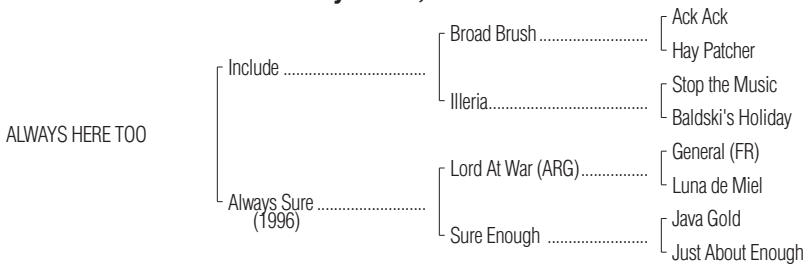 Ack Ack
Broad Brush ..........................
Hay Patcher
Include ..................................
Stop the Music
Illeria......................................
Baldski's Holiday
ALWAYS HERE TOO
General (FR)
Lord At War (ARG)................
Luna de Miel
Always Sure ..........................
(1996)
Java Gold
Sure Enough ........................
Just About Enough